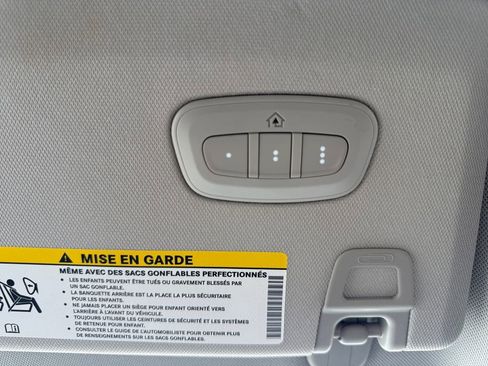 MISE EN GARDE
MÊME AVEC DES SACS GONFLABLES PERFECTIONNÉS
• LES ENFANTS PEUVENT ÊTRE TUÉS OU GRAVEMENT BLESSÉS PAR
UN SAC GONFLABLE.
• LA BANQUETTE ARRIÈRE EST LA PLACE LA PLUS SÉCURITAIRE
POUR LES ENFANTS.
• NE JAMAIS PLACER UN SIÈGE POUR ENFANT ORIENTÉ VERS
L'ARRIÈRE À L'AVANT DU VÉHICULE.
• TOUJOURS UTILISER LES CEINTURES DE SÉCURITÉ ET LES SYSTÈMES
DE RETENUE POUR ENFANT.
• CONSULTER LE GUIDE DE L'AUTOMOBILISTE POUR OBTENIR PLUS
DE RENSEIGNEMENTS SUR LES SACS GONFLABLES.